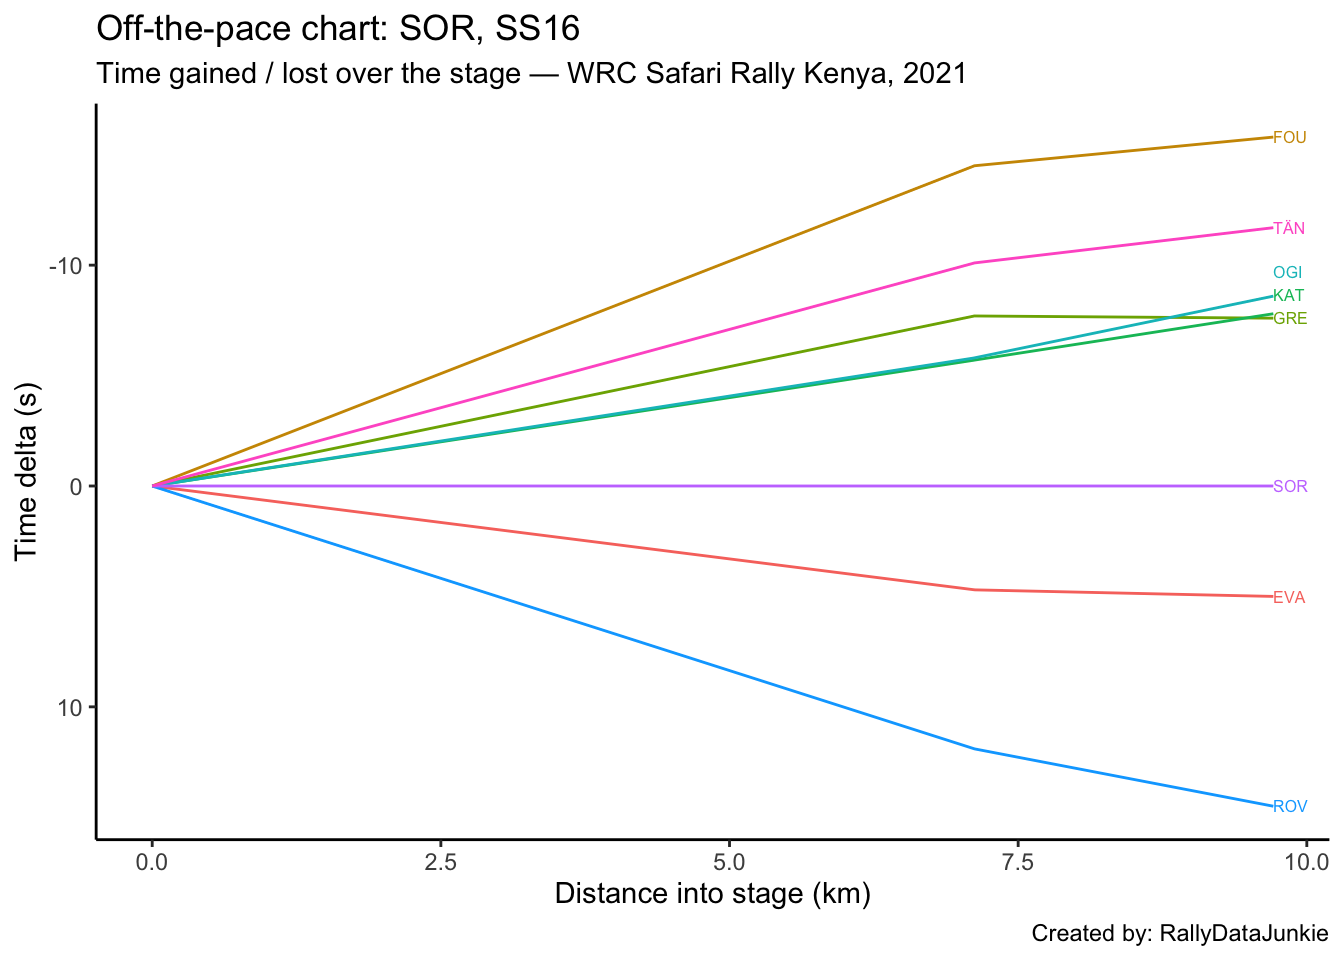 Off-the-pace chart: SOR, SS16
Time gained / lost over the stage — WRC Safari Rally Kenya, 2021
FOU
TÄN
-10
OGI
KAT
GRE
Time delta (s)
0
SOR
EVA
10
ROV
0.0 2.5 5.0 7.5 10.0
Distance into stage (km)
Created by: RallyDataJunkie